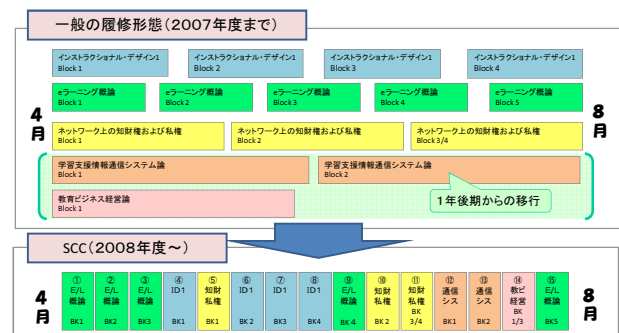 一般の履修形態(2007年度まで)
インストラクショナル・デザイン1
Block 1
インストラクショナル・デザイン1
Block 2
インストラクショナル・デザイン1
Block 3
インストラクショナル・デザイン1
Block 4
eラーニング概論
Block 1
eラーニング概論
Block 2
eラーニング概論
Block 3
eラーニング概論
Block 4
eラーニング概論
Block 5
4
月
8
月
ネットワーク上の知財権および私権
Block 1
ネットワーク上の知財権および私権
Block 2
ネットワーク上の知財権および私権
Block 3/4
学習支援情報通信システム論
Block 1
学習支援情報通信システム論
Block 2
教育ビジネス経営論
Block 1
1年後期からの移行
SCC(2008年度~)
4
月
①
E/L
概論
BK1
②
E/L
概論
BK2
③
E/L
概論
BK3
④
ID1
BK1
⑤
知財
私権
BK1
⑥
ID1
BK2
⑦
ID1
BK3
⑧
ID1
BK4
⑨
E/L
概論
BK 4
⑩
知財
私権
BK 2
⑪
知財
私権
BK
3/4
⑫
通信
シス
BK1
⑬
通信
シス
BK2
⑭
教ビ
経営
BK
1/3
⑮
E/L
概論
BK5
8
月